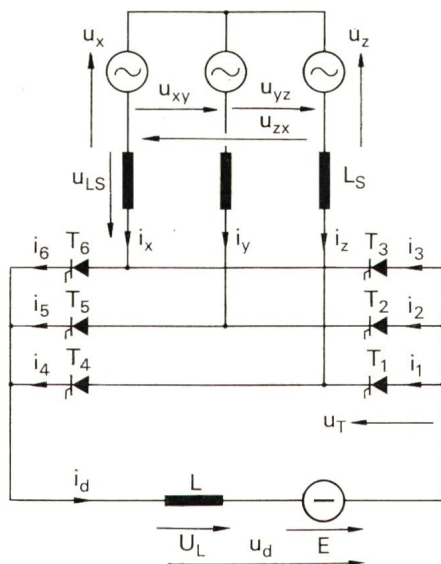 u_x
u_z
u_xy
u_yz
u_zx
u_LS
L_S
i_x
i_y
i_z
i_6
T_6
T_3
i_3
i_5
T_5
T_2
i_2
i_4
T_4
T_1
i_1
u_T
i_d
L
U_L
u_d
E